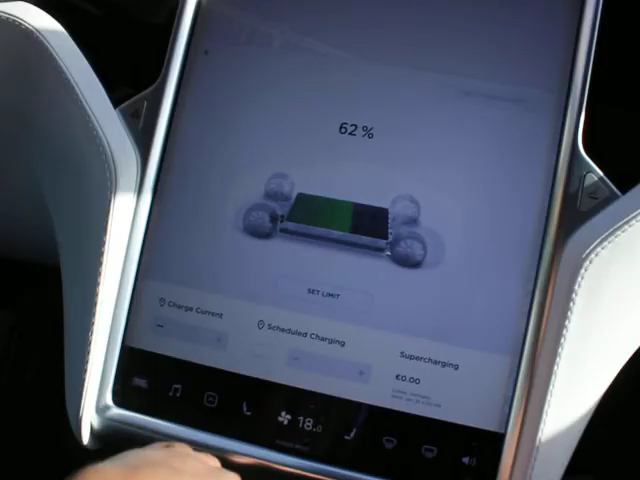 62 %
SET LIMIT
Charge Current
Scheduled Charging
Supercharging
€0.00
18.0